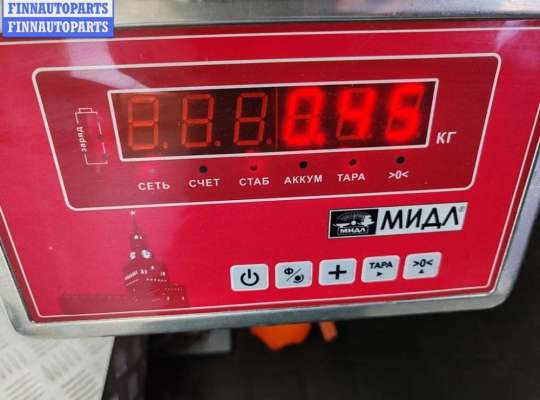 FINNAUTOPARTS
FINNAUTOPARTS
заряд
0.45
КГ
СЕТЬ СЧЕТ СТАБ АККУМ ТАРА >0<
МИДЛ МИДЛ®
Ф/ + ТАРА >0<